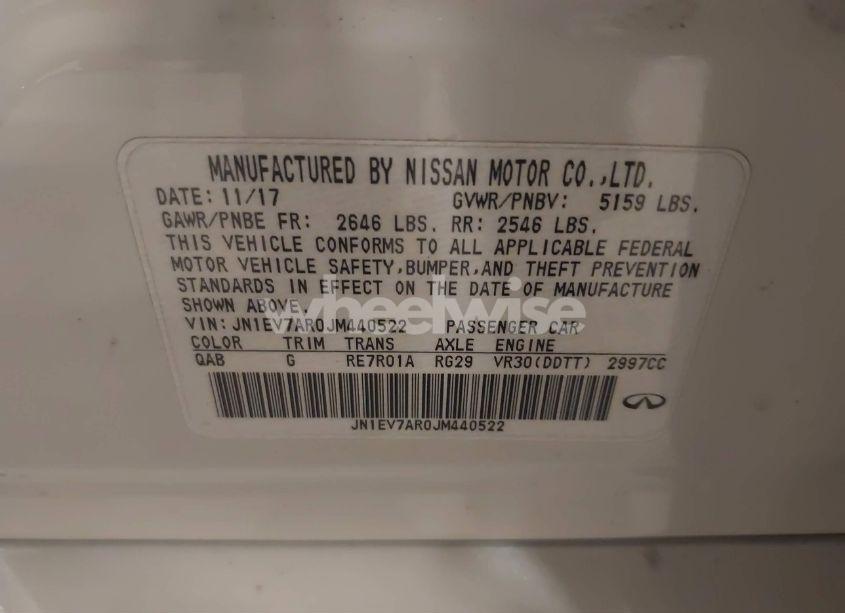 MANUFACTURED BY NISSAN MOTOR CO.,LTD.
DATE: 11/17 GVWR/PNBV: 5159 LBS.
GAWR/PNBE FR: 2646 LBS. RR: 2546 LBS.
THIS VEHICLE CONFORMS TO ALL APPLICABLE FEDERAL
MOTOR VEHICLE SAFETY,BUMPER,AND THEFT PREVENTION
STANDARDS IN EFFECT ON THE DATE OF MANUFACTURE
SHOWN ABOVE.
wheelwise
VIN: JN1EV7AR0JM440522 PASSENGER CAR
COLOR TRIM TRANS AXLE ENGINE
QAB G RE7R01A RG29 VR30(DDTT) 2997CC
JN1EV7AR0JM440522